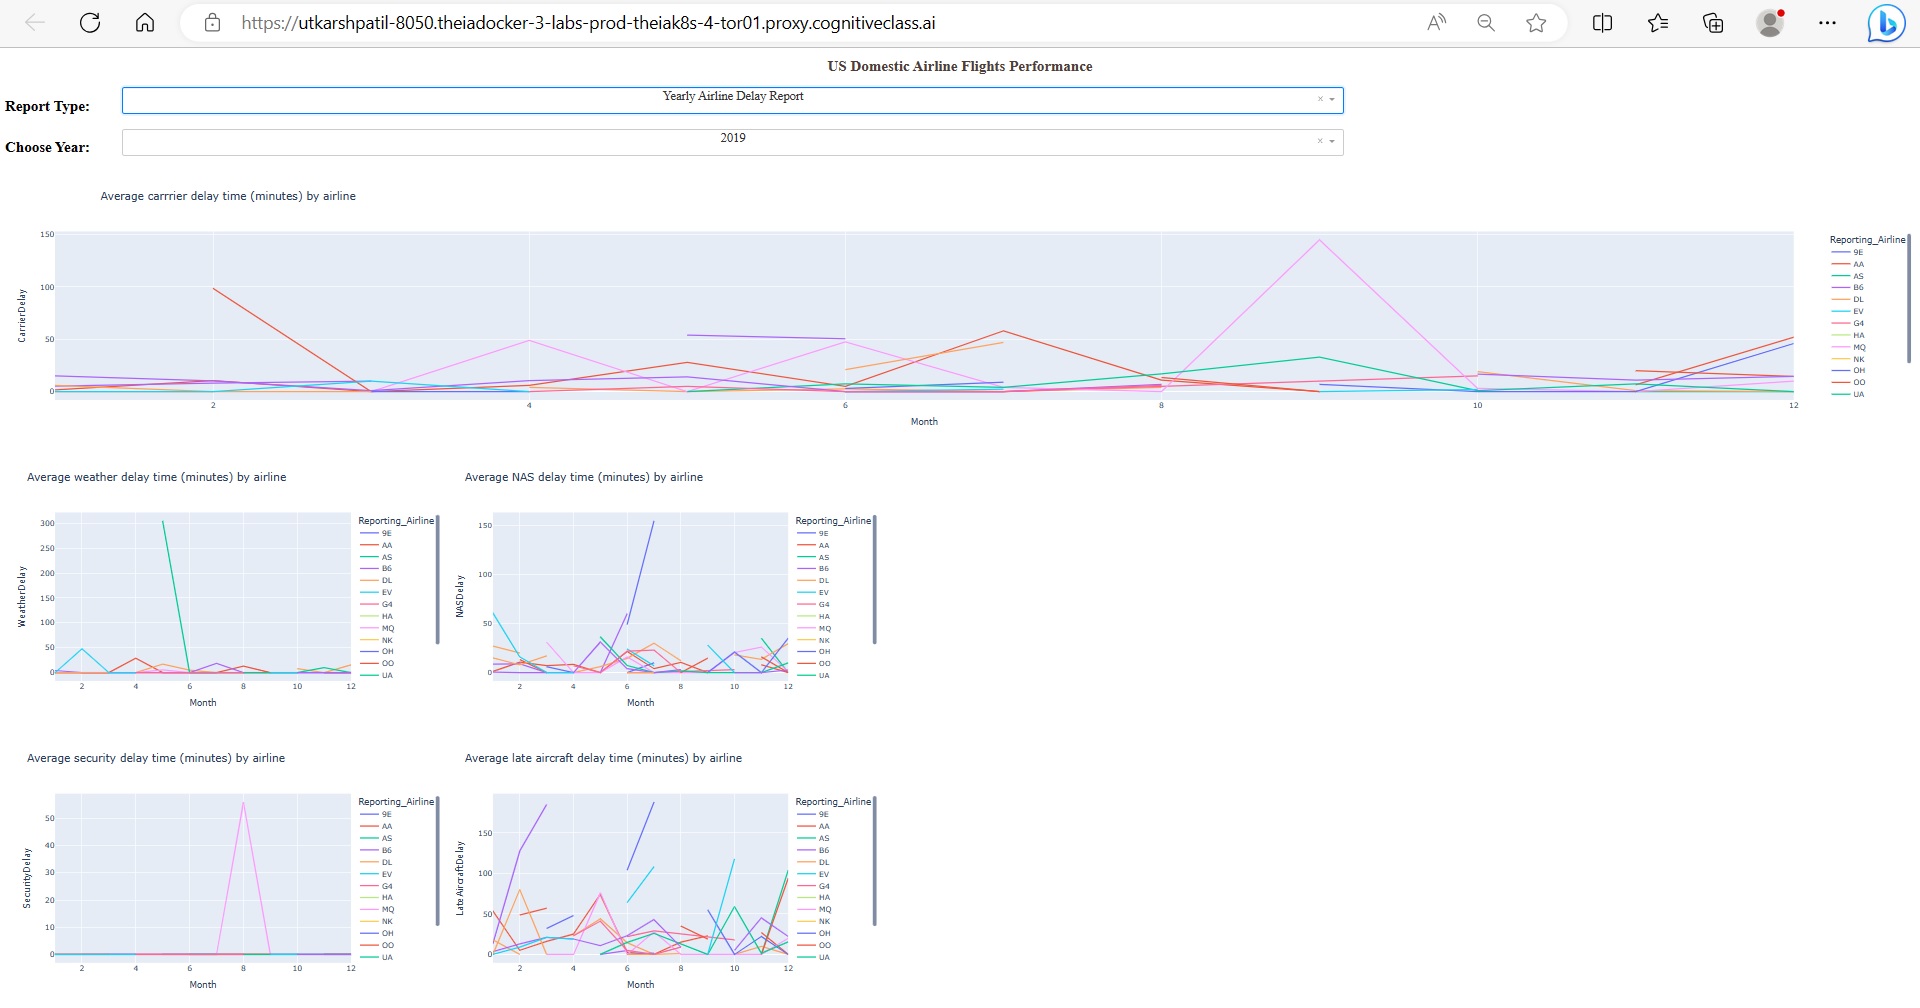 https://utkarshpatil-8050.theiadocker-3-labs-prod-theiak8s-4-tor01.proxy.cognitiveclass.ai
US Domestic Airline Flights Performance
Report Type:
Yearly Airline Delay Report
Choose Year:
2019
Average carrrier delay time (minutes) by airline
CarrierDelay
150
100
50
0
2
4
6
8
10
12
Month
Reporting_Airline
9E
AA
AS
B6
DL
EV
G4
HA
MQ
NK
OH
OO
UA
Average weather delay time (minutes) by airline
WeatherDelay
300
250
200
150
100
50
0
2
4
6
8
10
12
Month
Reporting_Airline
9E
AA
AS
B6
DL
EV
G4
HA
MQ
NK
OH
OO
UA
Average NAS delay time (minutes) by airline
NASDelay
150
100
50
0
2
4
6
8
10
12
Month
Reporting_Airline
9E
AA
AS
B6
DL
EV
G4
HA
MQ
NK
OH
OO
UA
Average security delay time (minutes) by airline
SecurityDelay
50
40
30
20
10
0
2
4
6
8
10
12
Month
Reporting_Airline
9E
AA
AS
B6
DL
EV
G4
HA
MQ
NK
OH
OO
UA
Average late aircraft delay time (minutes) by airline
LateAircraftDelay
150
100
50
0
2
4
6
8
10
12
Month
Reporting_Airline
9E
AA
AS
B6
DL
EV
G4
HA
MQ
NK
OH
OO
UA